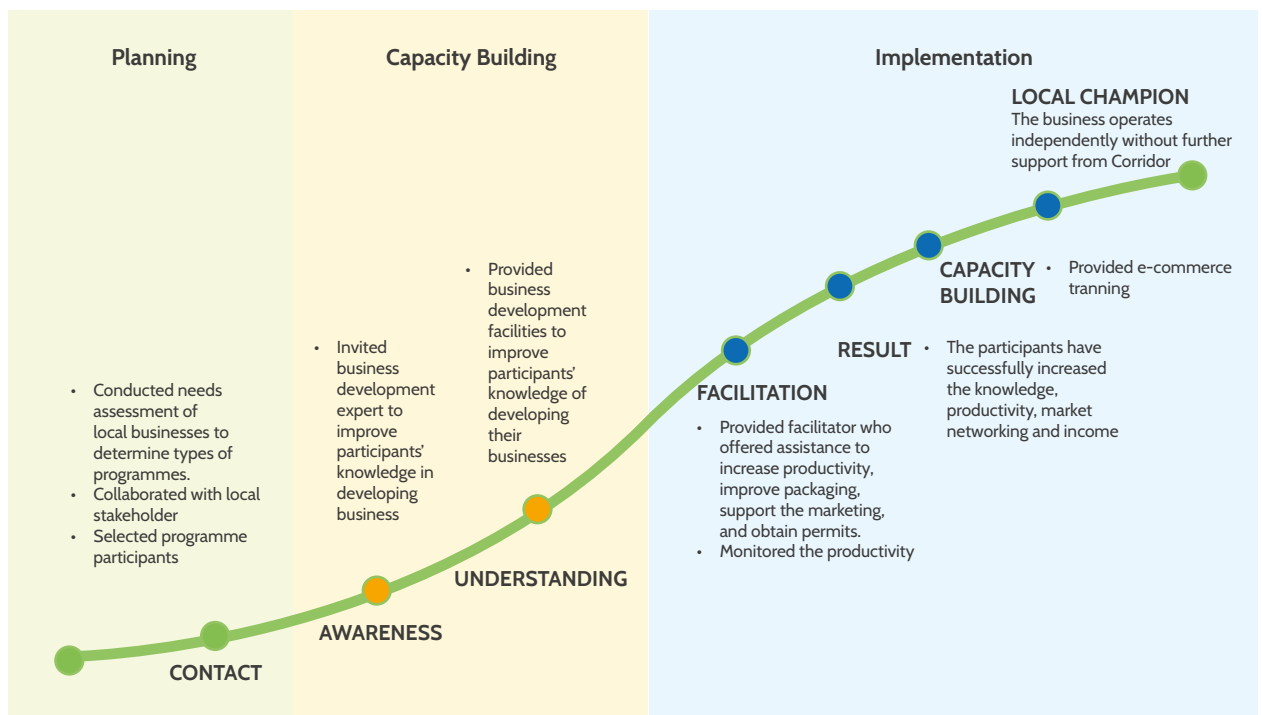 Planning
• Conducted needs
assessment of
local businesses to
determine types of
programmes.
• Collaborated with local
stakeholder
• Selected programme
participants
CONTACT
Capacity Building
• Invited
business
development
expert to
improve
participants’
knowledge in
developing
business
AWARENESS
• Provided
business
development
facilities to
improve
participants’
knowledge of
developing
their
businesses
UNDERSTANDING
Implementation
FACILITATION
• Provided facilitator who
offered assistance to
increase productivity,
improve packaging,
support the marketing,
and obtain permits.
• Monitored the productivity
RESULT
• The participants have
successfully increased
the knowledge,
productivity, market
networking and income
CAPACITY
BUILDING
• Provided e-commerce
tranning
LOCAL CHAMPION
The business operates
independently without further
support from Corridor